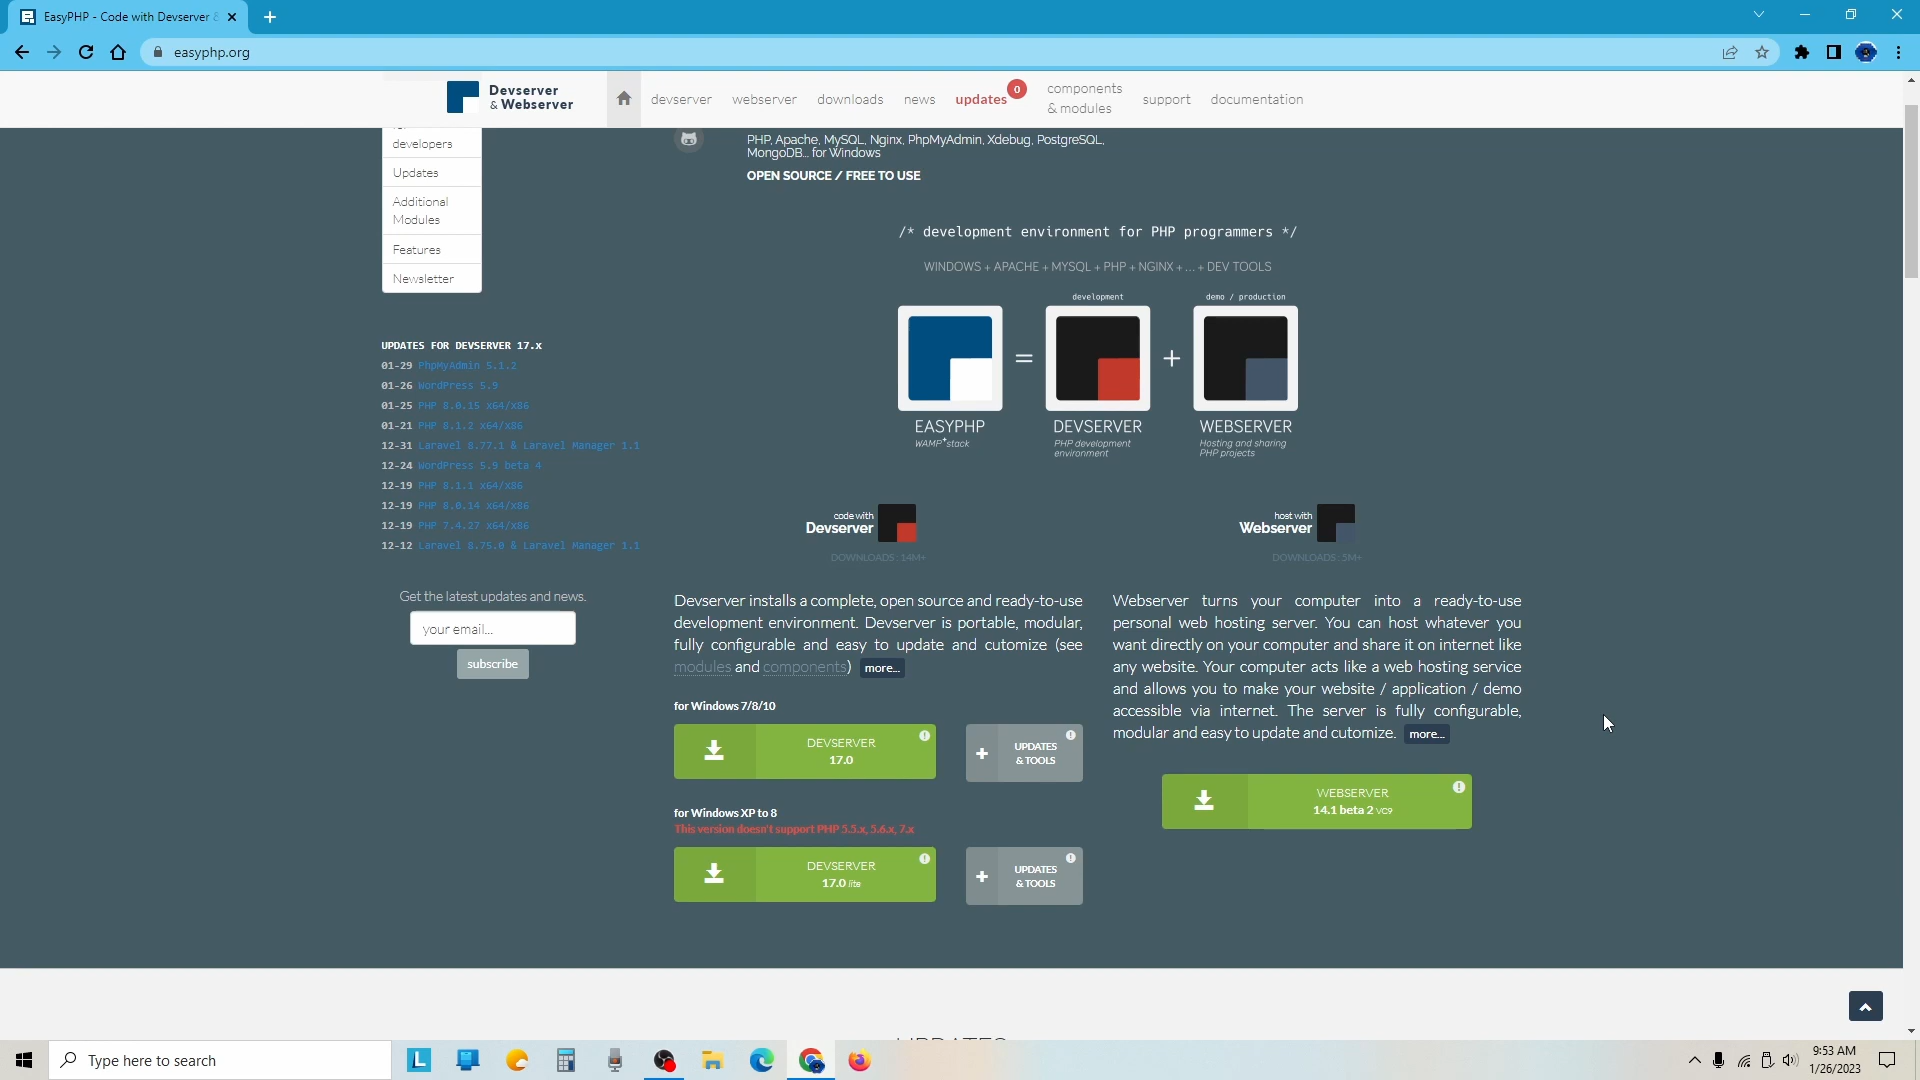 EasyPHP - Code with Devserver &
easyphp.org
Devserver
& Webserver
devserver
webserver
downloads
news
updates
0
components
& modules
support
documentation
developers
Updates
Additional
Modules
Features
Newsletter
PHP, Apache, MySQL, Nginx, PhpMyAdmin, Xdebug, PostgreSQL,
MongoDB... for Windows
OPEN SOURCE / FREE TO USE
/* development environment for PHP programmers */
WINDOWS + APACHE + MYSQL + PHP + NGINX + ... + DEV TOOLS
development
demo / production
=
+
EASYPHP
WAMP+stack
DEVSERVER
PHP development
environment
WEBSERVER
Hosting and sharing
PHP projects
UPDATES FOR DEVSERVER 17.x
01-29 PhpMyAdmin 5.1.2
01-26 WordPress 5.9
01-25 PHP 8.0.15 x64/x86
01-21 PHP 8.1.2 x64/x86
12-31 Laravel 8.77.1 & Laravel Manager 1.1
12-24 WordPress 5.9 beta 4
12-19 PHP 8.1.1 x64/x86
12-19 PHP 8.0.14 x64/x86
12-19 PHP 7.4.27 x64/x86
12-12 Laravel 8.75.0 & Laravel Manager 1.1
Get the latest updates and news.
your email...
subscribe
code with
Devserver
DOWNLOADS : 14M+
Devserver installs a complete, open source and ready-to-use
development environment. Devserver is portable, modular,
fully configurable and easy to update and cutomize (see
modules and components) more...
for Windows 7/8/10
DEVSERVER
17.0
+ UPDATES
& TOOLS
for Windows XP to 8
This version doesn't support PHP 5.5.x, 5.6.x, 7.x
DEVSERVER
17.0 lite
+ UPDATES
& TOOLS
host with
Webserver
DOWNLOADS : 5M+
Webserver turns your computer into a ready-to-use
personal web hosting server. You can host whatever you
want directly on your computer and share it on internet like
any website. Your computer acts like a web hosting service
and allows you to make your website / application / demo
accessible via internet. The server is fully configurable,
modular and easy to update and cutomize. more...
WEBSERVER
14.1 beta 2 VC9
UPDATES
Type here to search
9:53 AM
1/26/2023